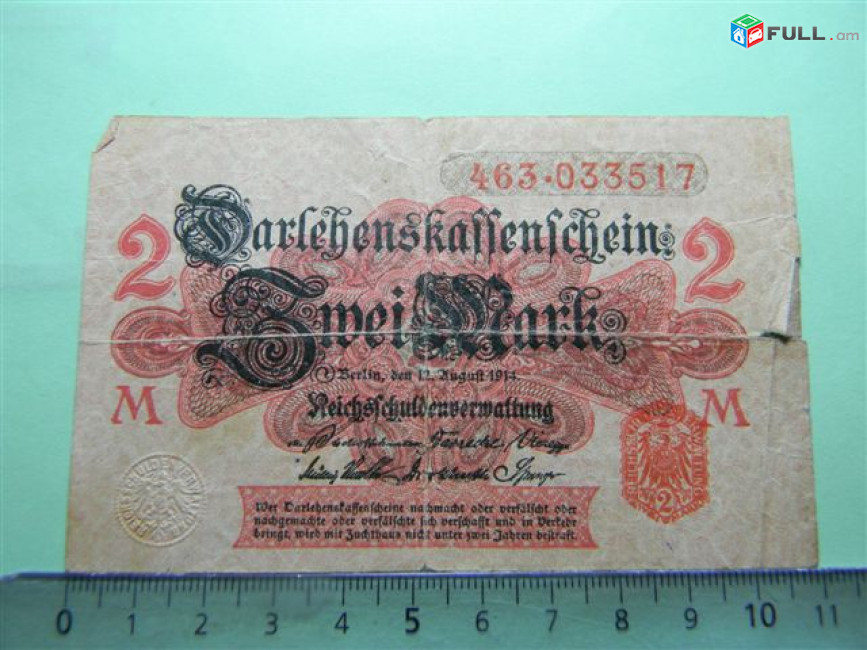 FULL.am
463·033517
2 Darlehenskassenschein 2
Zwei Mark
Berlin, den 12. August 1914.
M Reichsschuldenverwaltung M
2
Wer Darlehenskassenscheine nachmacht oder verfälscht oder
nachgemachte oder verfälschte sich verschafft und in Verkehr
bringt, wird mit Zuchthaus nicht unter zwei Jahren bestraft.
0 1 2 3 4 5 6 7 8 9 10 11